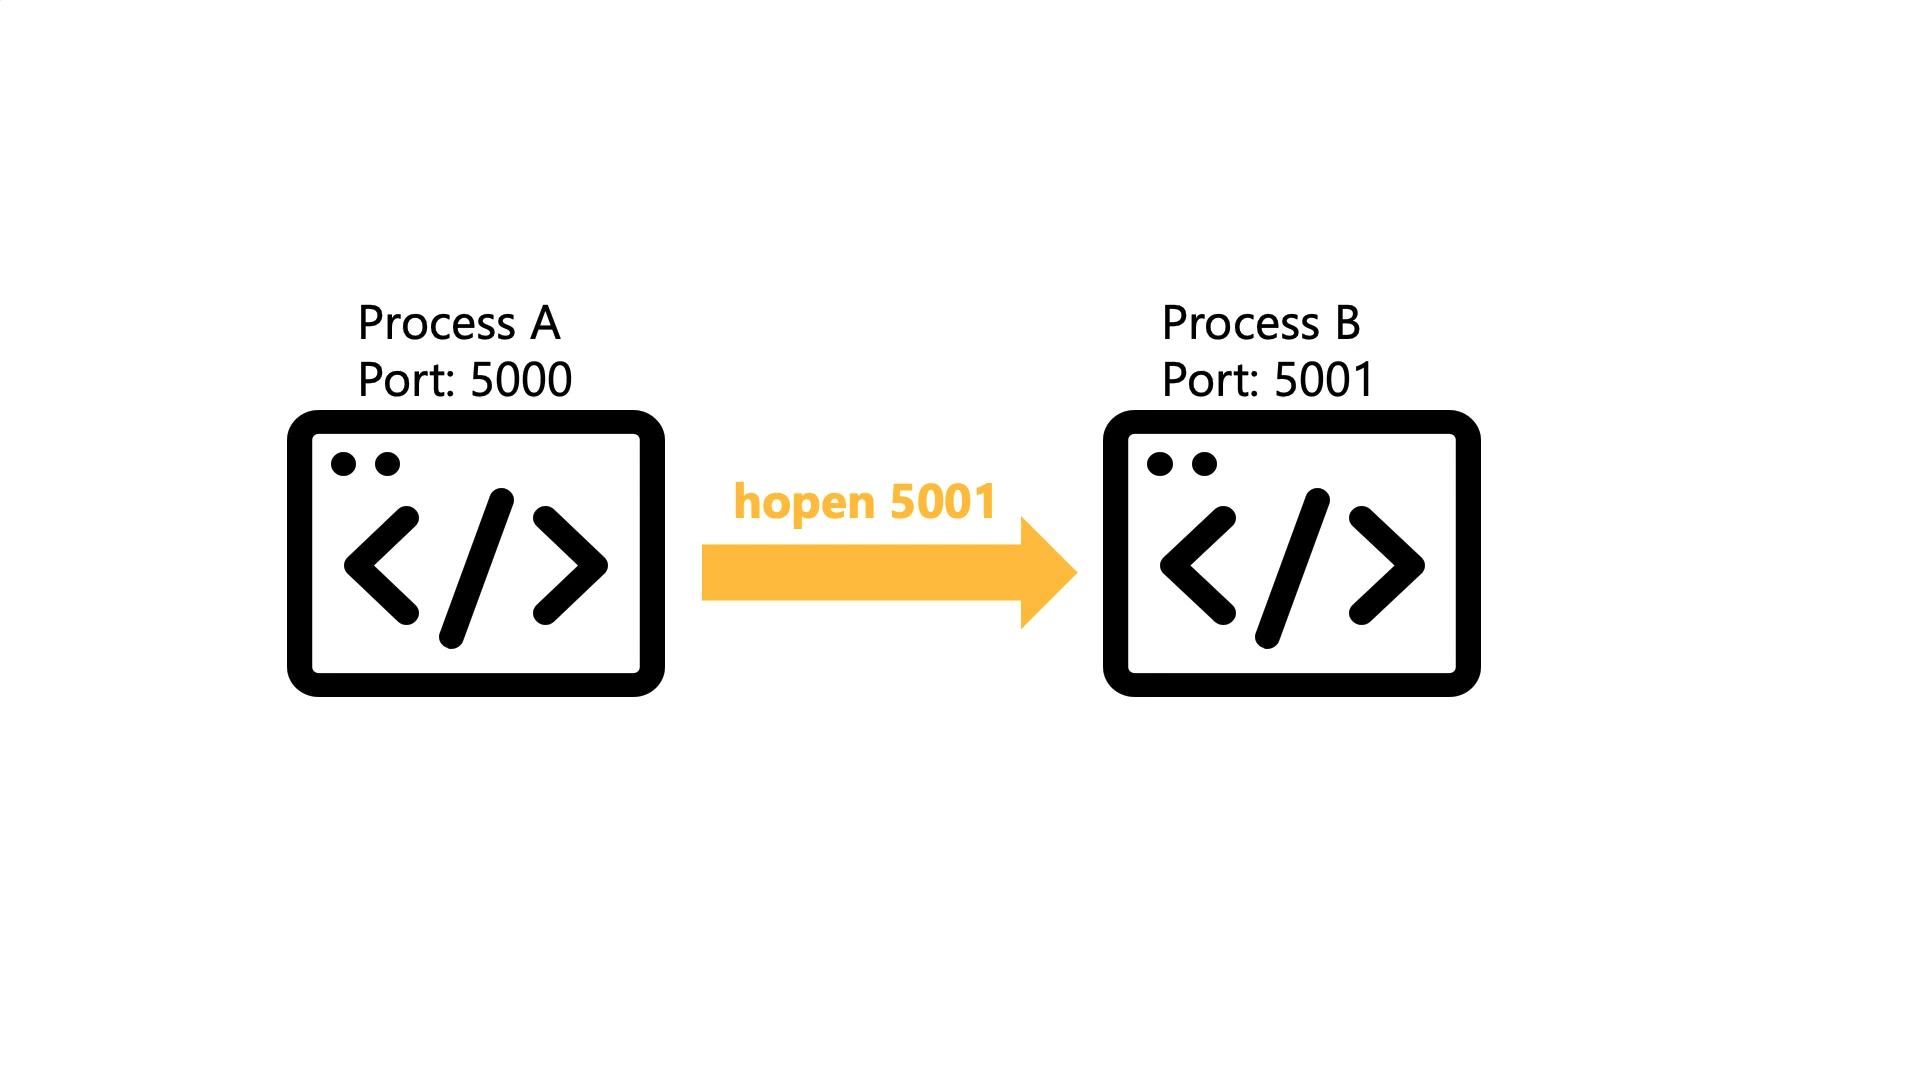 Process A
Port: 5000
Process B
Port: 5001
hopen 5001